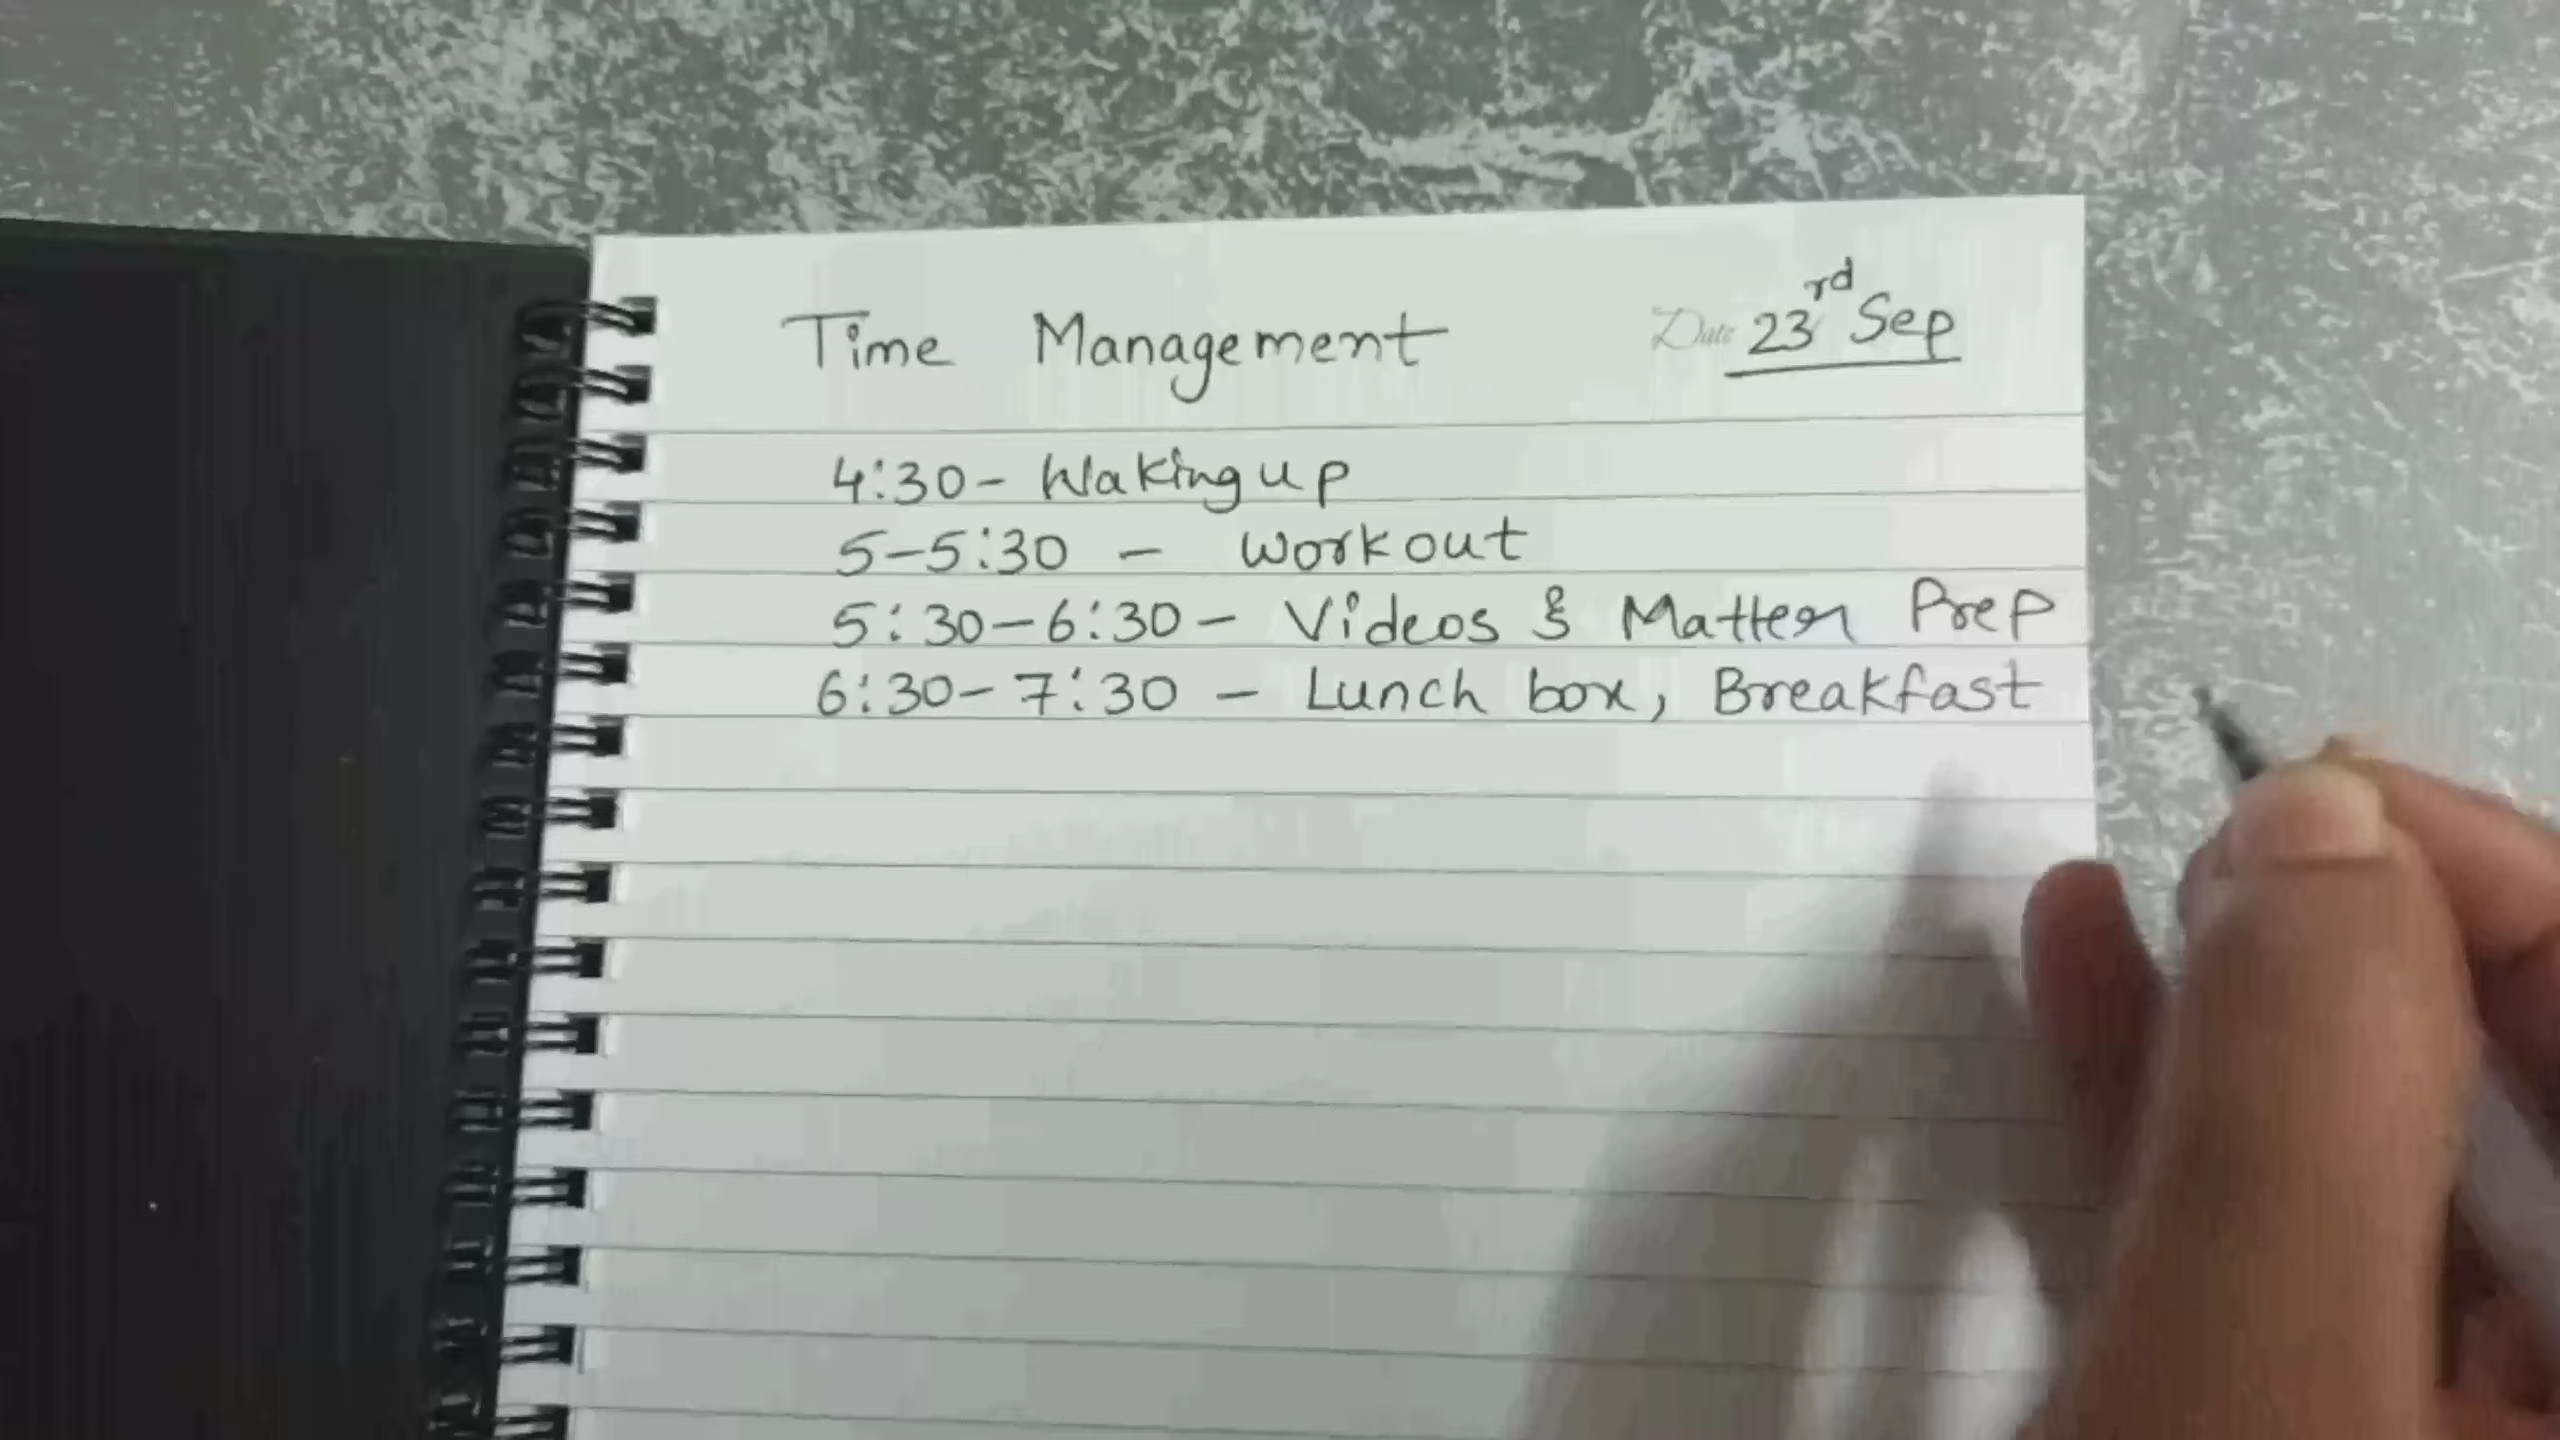 Time Management Date 23rd Sep
4:30- Waking up
5-5:30 - Workout
5:30-6:30- Videos & Matter Prep
6:30-7:30 - Lunch box, Breakfast